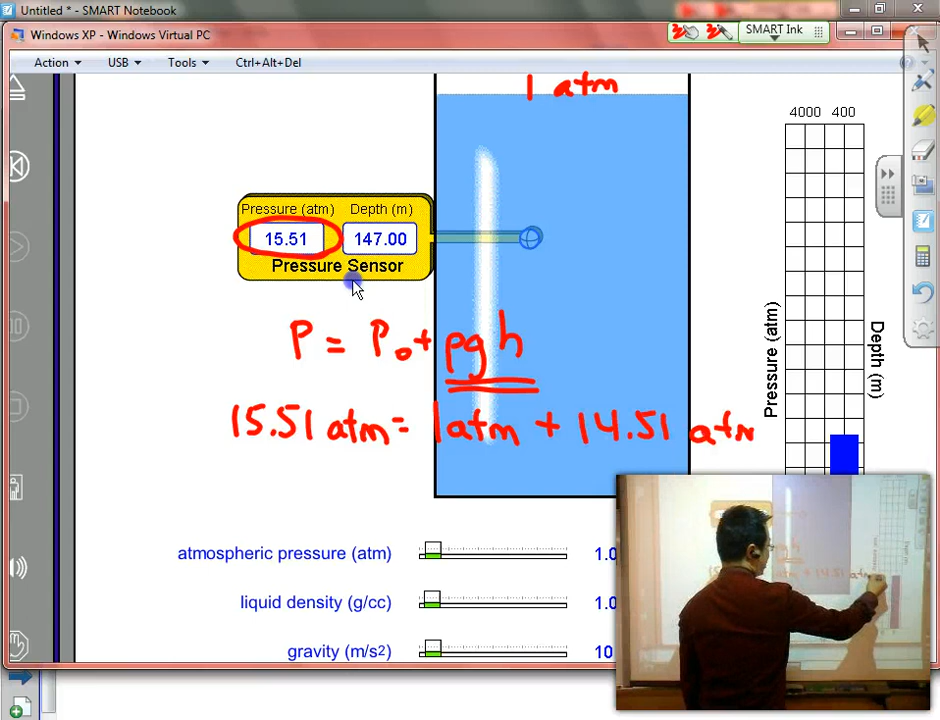 Untitled * - SMART Notebook
Windows XP - Windows Virtual PC
SMART Ink
Action USB Tools Ctrl+Alt+Del
1 atm
4000 400
Pressure (atm) Depth (m)
15.51 147.00
Pressure Sensor
P = P₀ + ρgh
Pressure (atm)
Depth (m)
15.51 atm = 1 atm + 14.51 atm
atmospheric pressure (atm) 1.0
liquid density (g/cc) 1.0
gravity (m/s²) 10